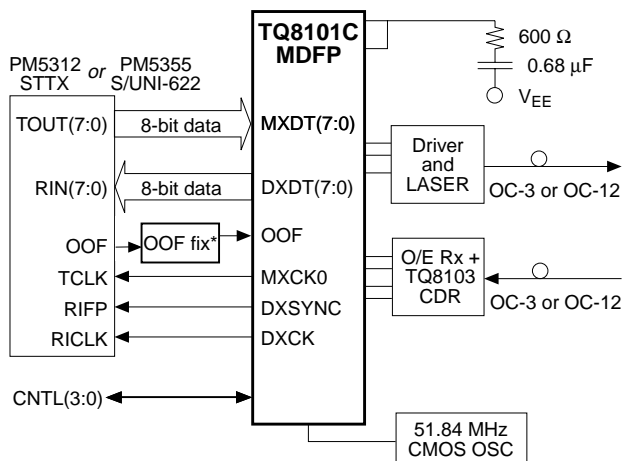 TQ8101C
MDFP
600 Ω
0.68 μF
VEE
PM5312 or PM5355
STTX S/UNI-622
TOUT(7:0)
8-bit data
MXDT(7:0)
Driver
and
LASER
OC-3 or OC-12
RIN(7:0)
8-bit data
DXDT(7:0)
OOF
OOF fix*
OOF
O/E Rx +
TQ8103
CDR
OC-3 or OC-12
TCLK
MXCK0
RIFP
DXSYNC
RICLK
DXCK
CNTL(3:0)
51.84 MHz
CMOS OSC